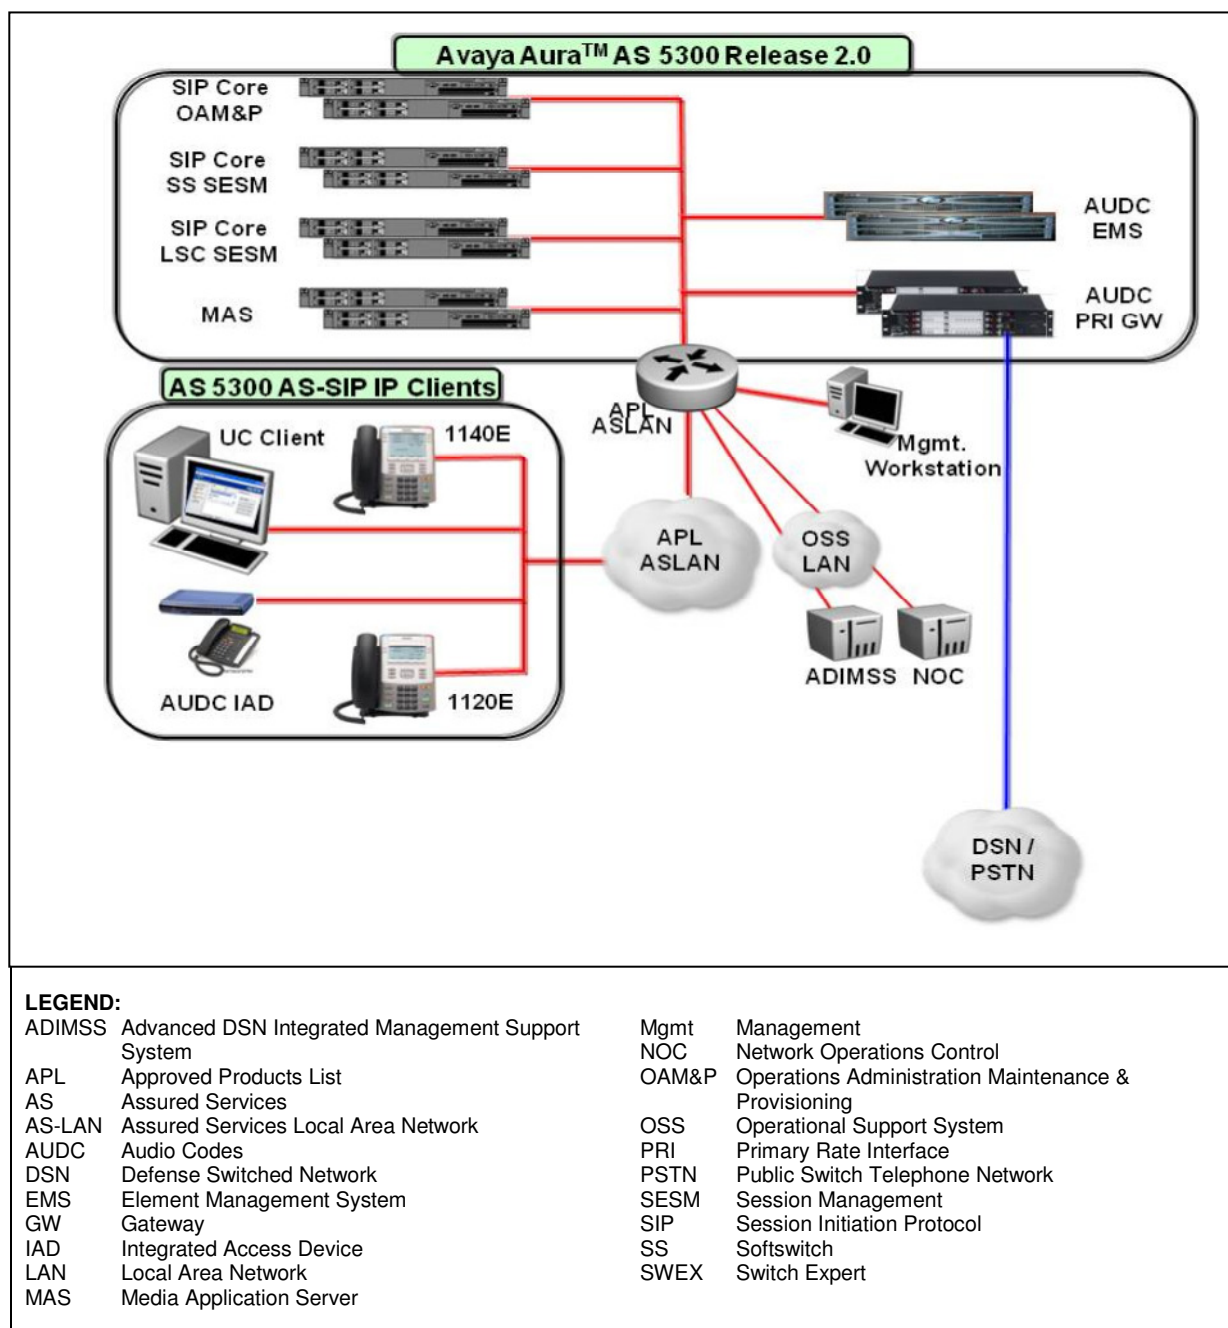 Avaya Aura™ AS 5300 Release 2.0
SIP Core
OAM&P
SIP Core
SS SESM
SIP Core
LSC SESM
MAS
AUDC
EMS
AUDC
PRI GW
APL
ASLAN
Mgmt.
Workstation
AS 5300 AS-SIP IP Clients
UC Client
1140E
AUDC IAD
1120E
APL
ASLAN
OSS
LAN
ADIMSS
NOC
DSN /
PSTN
LEGEND:
ADIMSS Advanced DSN Integrated Management Support
System
APL Approved Products List
AS Assured Services
AS-LAN Assured Services Local Area Network
AUDC Audio Codes
DSN Defense Switched Network
EMS Element Management System
GW Gateway
IAD Integrated Access Device
LAN Local Area Network
MAS Media Application Server
Mgmt Management
NOC Network Operations Control
OAM&P Operations Administration Maintenance &
Provisioning
OSS Operational Support System
PRI Primary Rate Interface
PSTN Public Switch Telephone Network
SESM Session Management
SIP Session Initiation Protocol
SS Softswitch
SWEX Switch Expert